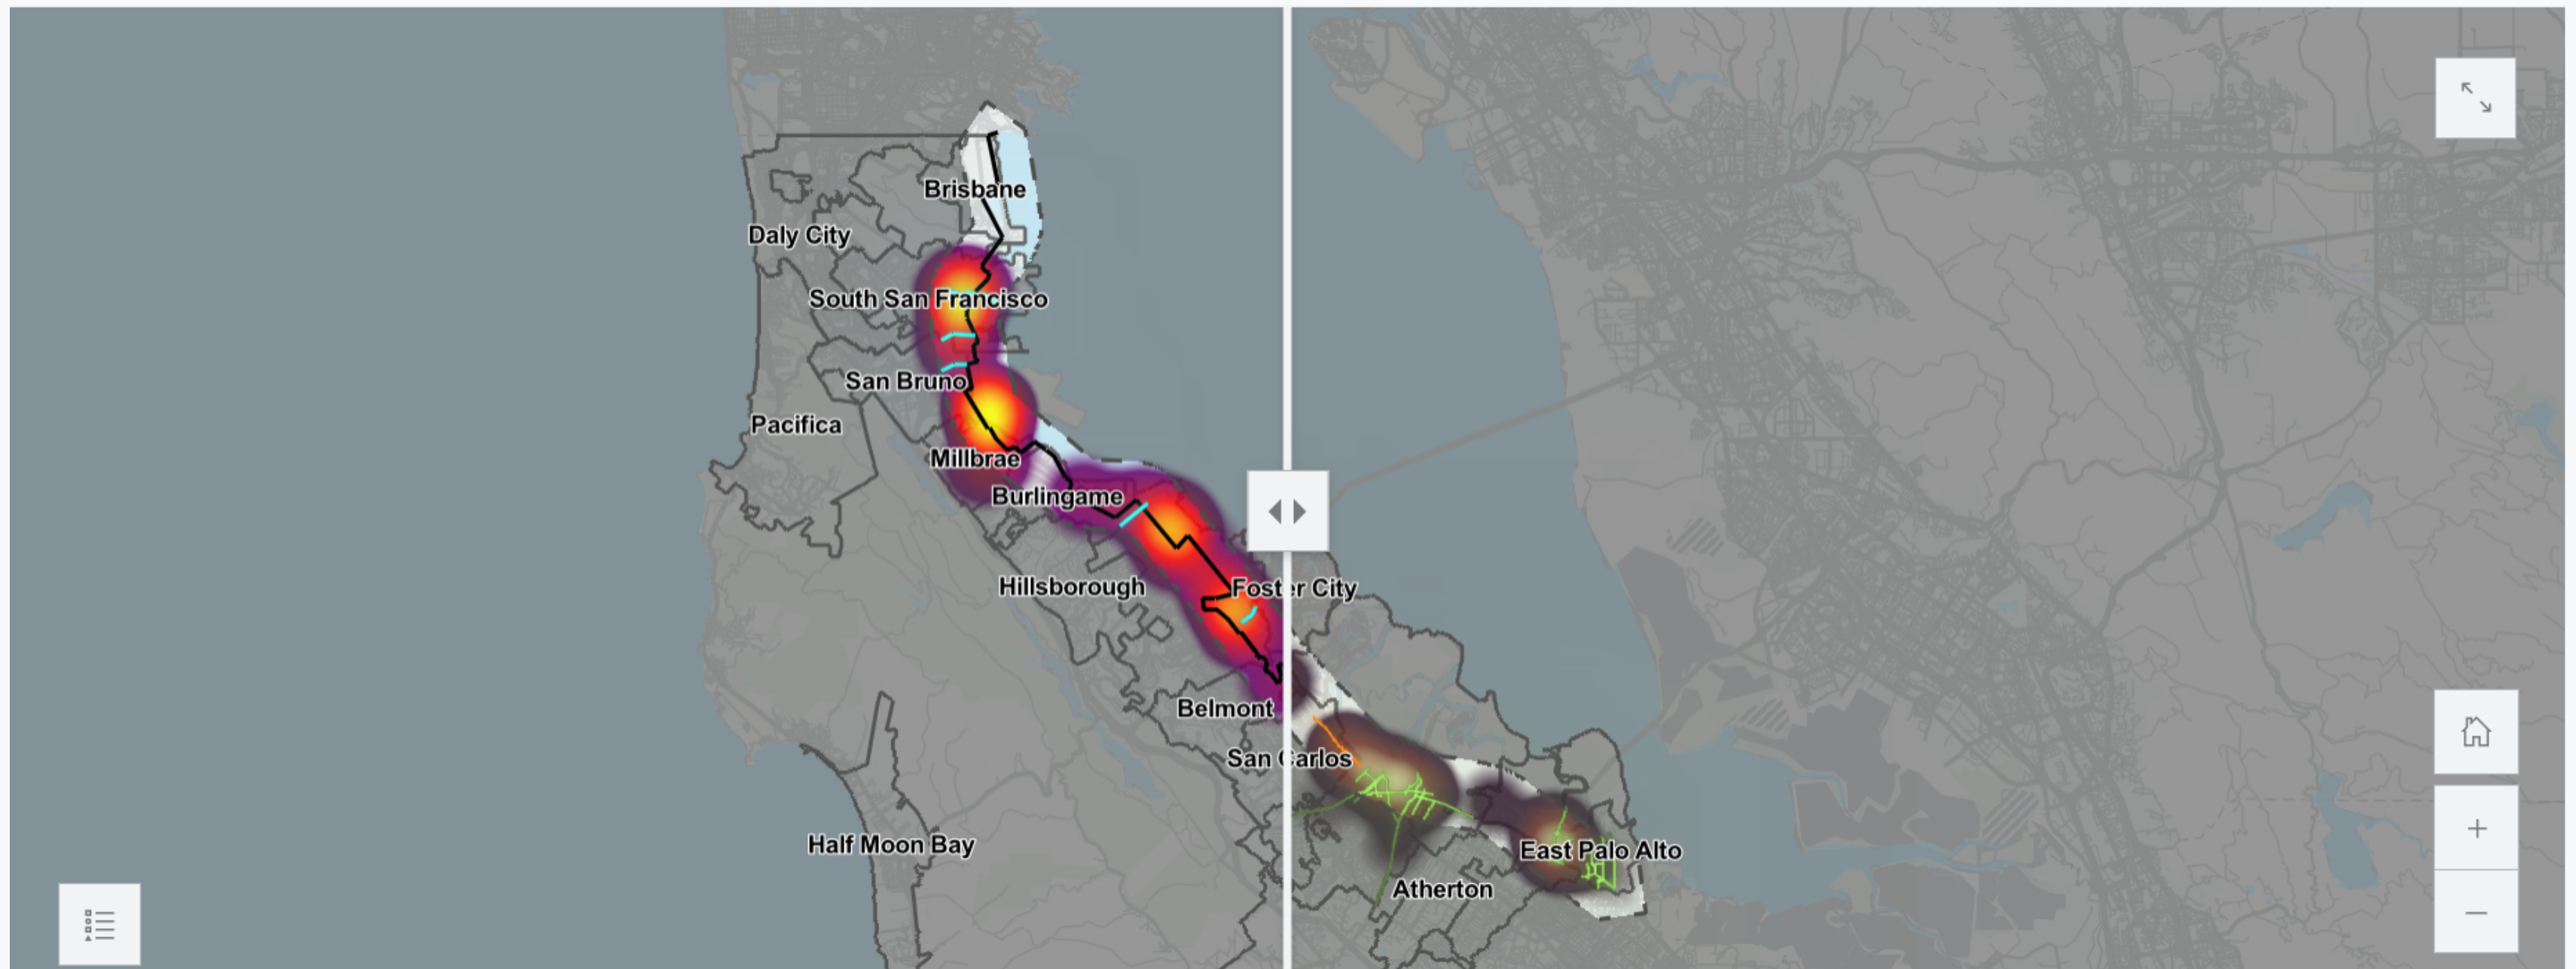 Brisbane
Daly City
South San Francisco
San Bruno
Pacifica
Millbrae
Burlingame
Hillsborough
Foster City
Belmont
San Carlos
Half Moon Bay
East Palo Alto
Atherton